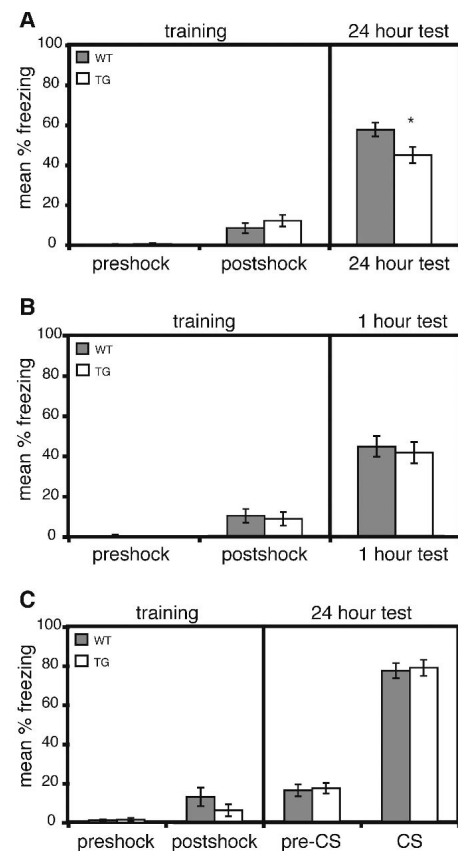 A
training 24 hour test
100
80
60
40
20
0
mean % freezing
WT
TG
*
preshock postshock 24 hour test
B
training 1 hour test
100
80
60
40
20
0
mean % freezing
WT
TG
preshock postshock 1 hour test
C
training 24 hour test
100
80
60
40
20
0
mean % freezing
WT
TG
preshock postshock pre-CS CS